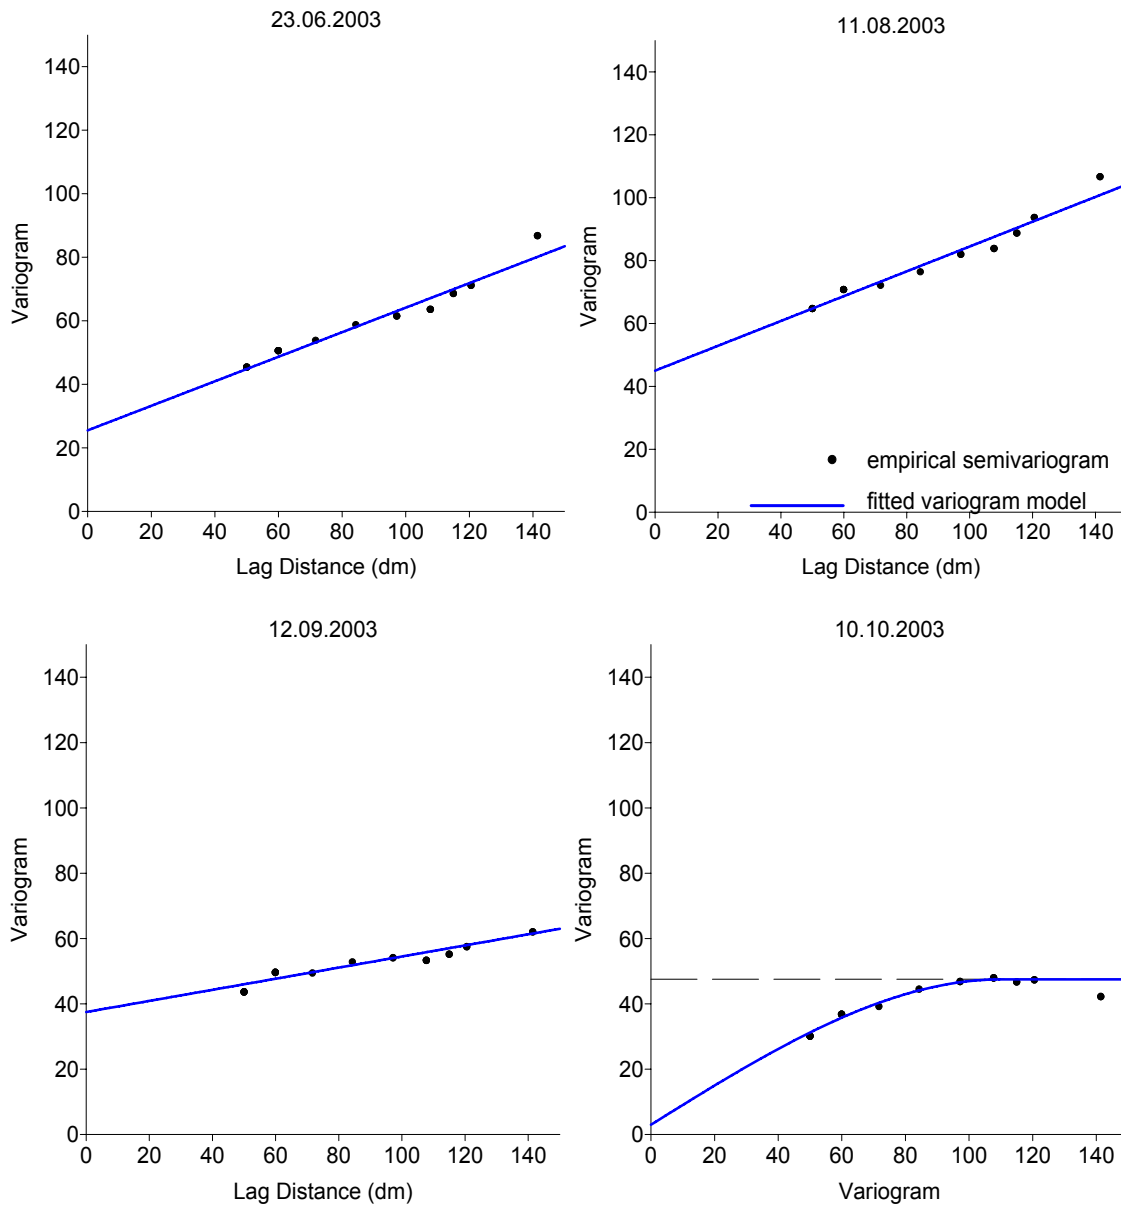 23.06.2003
140
120
100
80
60
40
20
0
Variogram
0 20 40 60 80 100 120 140
Lag Distance (dm)
11.08.2003
140
120
100
80
60
40
20
0
Variogram
empirical semivariogram
fitted variogram model
0 20 40 60 80 100 120 140
Lag Distance (dm)
12.09.2003
140
120
100
80
60
40
20
0
Variogram
0 20 40 60 80 100 120 140
Lag Distance (dm)
10.10.2003
140
120
100
80
60
40
20
0
Variogram
0 20 40 60 80 100 120 140
Variogram